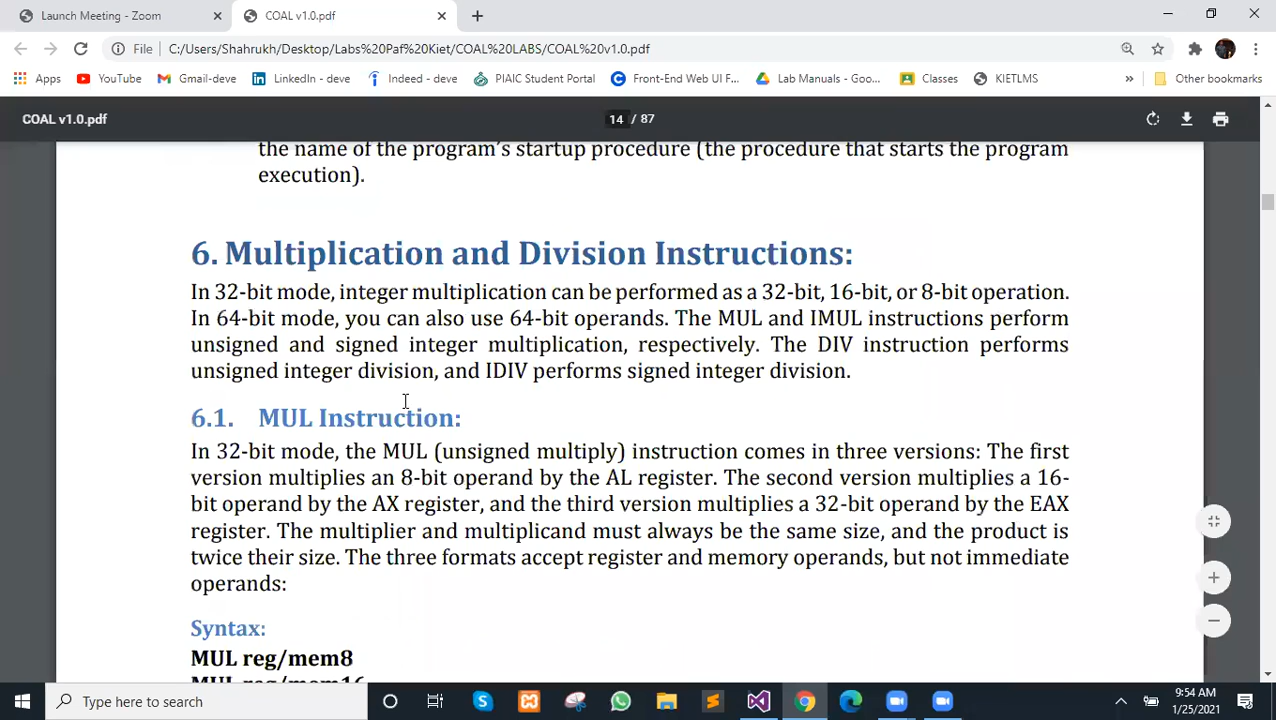 Launch Meeting - Zoom
COAL v1.0.pdf
File
C:/Users/Shahrukh/Desktop/Labs%20Paf%20Kiet/COAL%20LABS/COAL%20v1.0.pdf
Apps
YouTube
Gmail-deve
LinkedIn - deve
Indeed - deve
PIAIC Student Portal
Front-End Web UI F...
Lab Manuals - Goo...
Classes
KIETLMS
»
Other bookmarks
COAL v1.0.pdf
14 / 87
the name of the program's startup procedure (the procedure that starts the program
execution).
6. Multiplication and Division Instructions:
In 32-bit mode, integer multiplication can be performed as a 32-bit, 16-bit, or 8-bit operation.
In 64-bit mode, you can also use 64-bit operands. The MUL and IMUL instructions perform
unsigned and signed integer multiplication, respectively. The DIV instruction performs
unsigned integer division, and IDIV performs signed integer division.
6.1. MUL Instruction:
In 32-bit mode, the MUL (unsigned multiply) instruction comes in three versions: The first
version multiplies an 8-bit operand by the AL register. The second version multiplies a 16-
bit operand by the AX register, and the third version multiplies a 32-bit operand by the EAX
register. The multiplier and multiplicand must always be the same size, and the product is
twice their size. The three formats accept register and memory operands, but not immediate
operands:
Syntax:
MUL reg/mem8
MUL reg/mem16
Type here to search
9:54 AM
1/25/2021